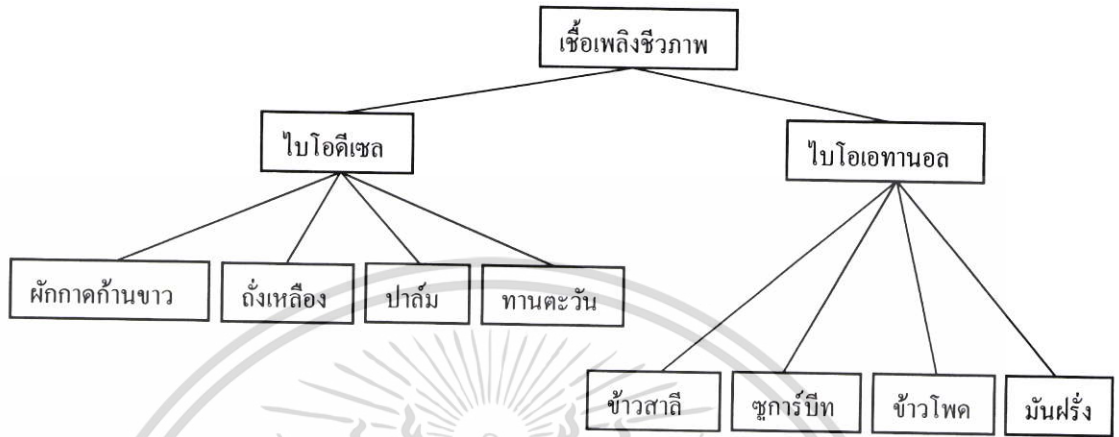 เชื้อเพลิงชีวภาพ
ไบโอดีเซล
ไบโอเอทานอล
ผักกาดก้านขาว
ถั่งเหลือง
ปาล์ม
ทานตะวัน
ข้าวสาลี
ซูการ์บีท
ข้าวโพด
มันฝรั่ง